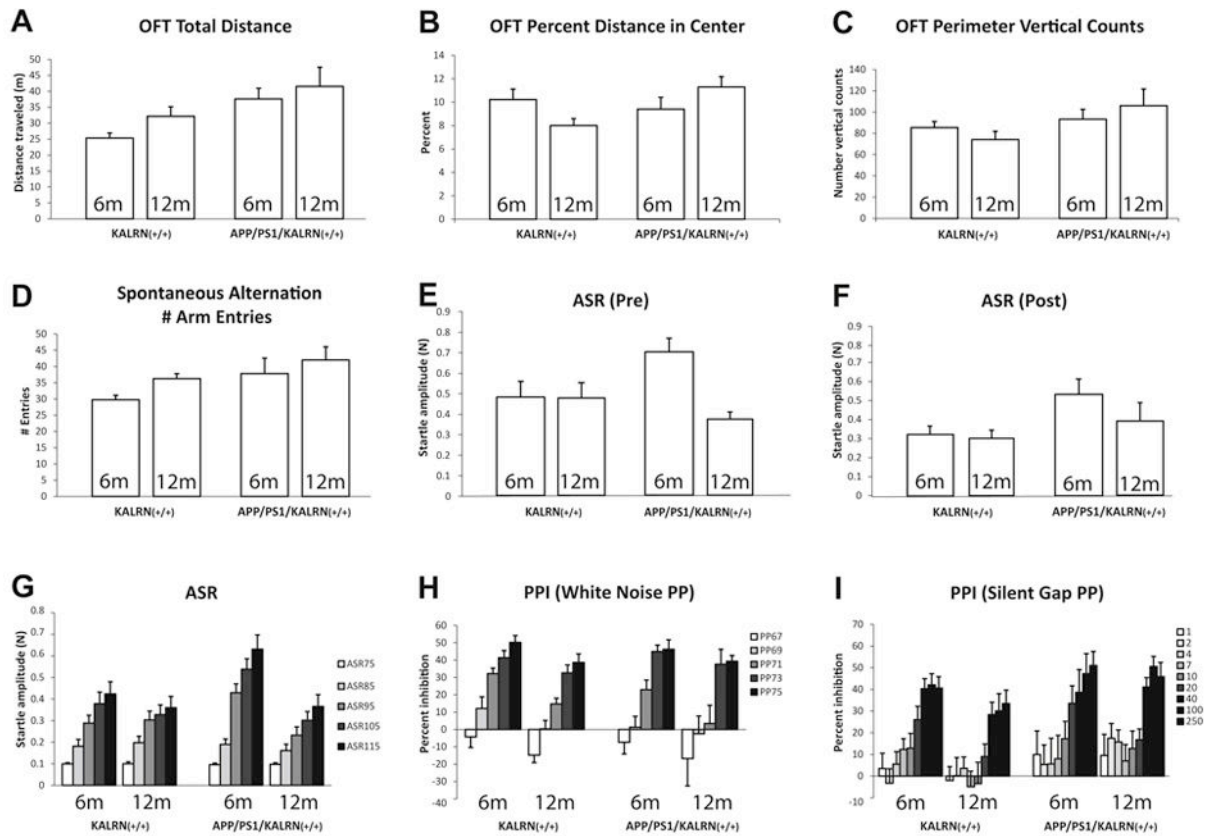 A
OFT Total Distance
Distance traveled (m)
50
45
40
35
30
25
20
15
10
5
0
6m
12m
6m
12m
KALRN(+/+)
APP/PS1/KALRN(+/+)
B
OFT Percent Distance in Center
Percent
14
12
10
8
6
4
2
0
6m
12m
6m
12m
KALRN(+/+)
APP/PS1/KALRN(+/+)
C
OFT Perimeter Vertical Counts
Number vertical counts
140
120
100
80
60
40
20
0
6m
12m
6m
12m
KALRN(+/+)
APP/PS1/KALRN(+/+)
D
Spontaneous Alternation
# Arm Entries
# Entries
50
45
40
35
30
25
20
15
10
5
0
6m
12m
6m
12m
KALRN(+/+)
APP/PS1/KALRN(+/+)
E
ASR (Pre)
Startle amplitude (N)
0.9
0.8
0.7
0.6
0.5
0.4
0.3
0.2
0.1
0
6m
12m
6m
12m
KALRN(+/+)
APP/PS1/KALRN(+/+)
F
ASR (Post)
Startle amplitude (N)
0.9
0.8
0.7
0.6
0.5
0.4
0.3
0.2
0.1
0
6m
12m
6m
12m
KALRN(+/+)
APP/PS1/KALRN(+/+)
G
ASR
Startle amplitude (N)
0.8
0.7
0.6
0.5
0.4
0.3
0.2
0.1
0
ASR75
ASR85
ASR95
ASR105
ASR115
6m
12m
6m
12m
KALRN(+/+)
APP/PS1/KALRN(+/+)
H
PPI (White Noise PP)
Percent inhibition
60
50
40
30
20
10
0
-10
-20
-30
-40
PP67
PP69
PP71
PP73
PP75
6m
12m
6m
12m
KALRN(+/+)
APP/PS1/KALRN(+/+)
I
PPI (Silent Gap PP)
Percent inhibition
70
60
50
40
30
20
10
0
-10
1
2
4
7
10
20
40
100
250
6m
12m
6m
12m
KALRN(+/+)
APP/PS1/KALRN(+/+)